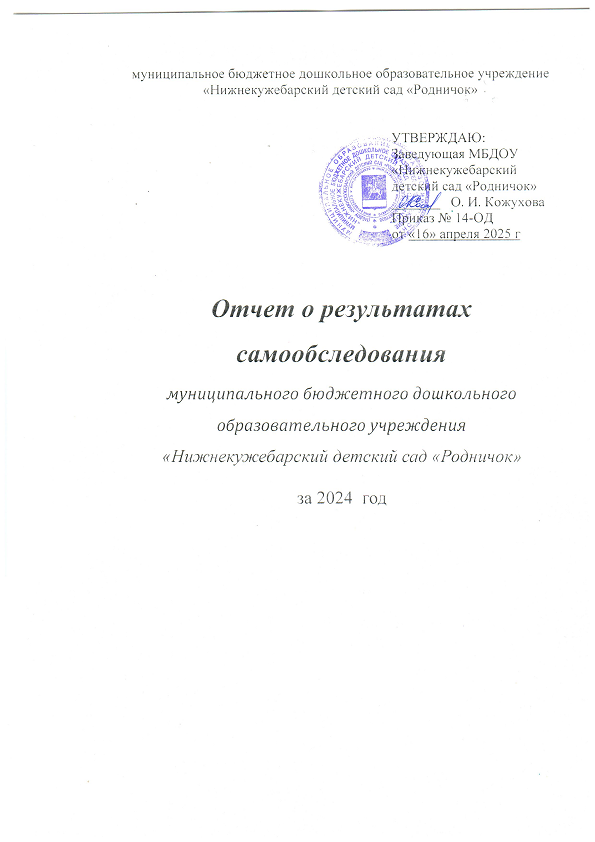 муниципальное бюджетное дошкольное образовательное учреждение
«Нижнекужебарский детский сад «Родничок»
УТВЕРЖДАЮ:
Заведующая МБДОУ
«Нижнекужебарский
детский сад «Родничок»
О. И. Кожухова
Приказ № 14-ОД
от «16» апреля 2025 г
Отчет о результатах
самообследования
муниципального бюджетного дошкольного
образовательного учреждения
«Нижнекужебарский детский сад «Родничок»
за 2024 год